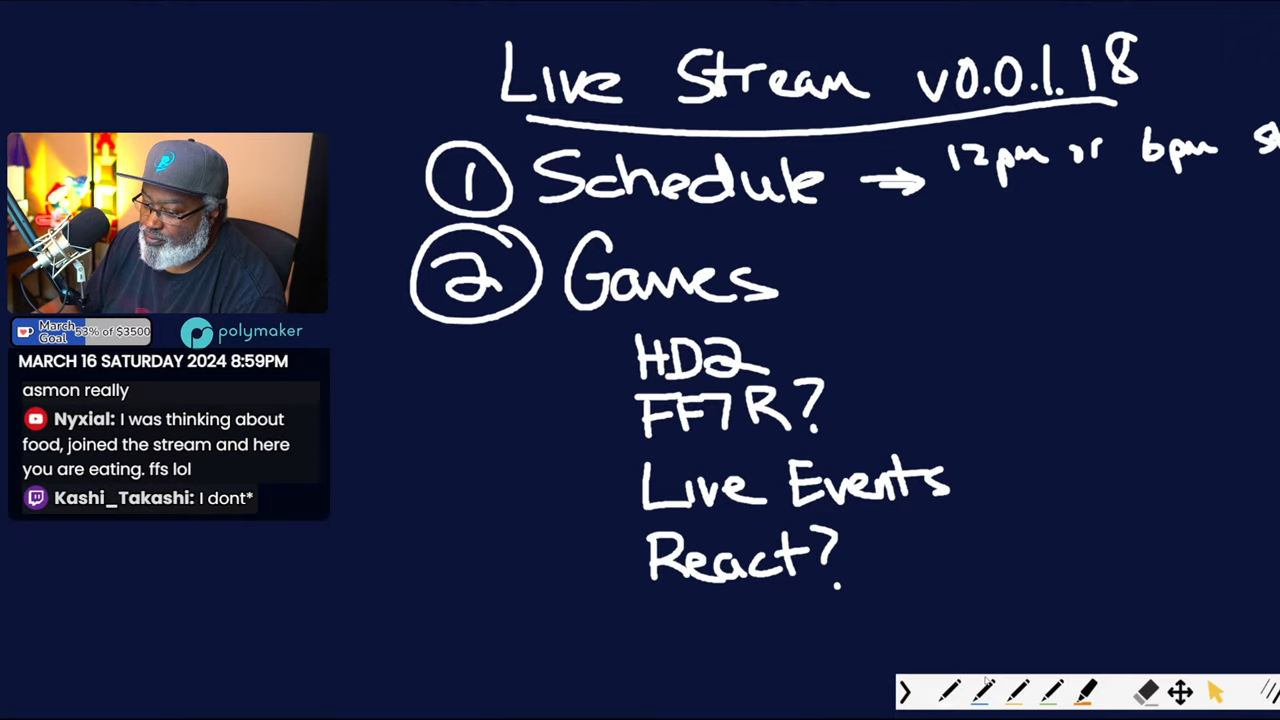 Live Stream v0.0.1.18
① Schedule → 12pm or 6pm
② Games
HD2
FF7R?
Live Events
React?
March Goal 53% of $3500
polymaker
MARCH 16 SATURDAY 2024 8:59PM
asmon really
Nyxial: I was thinking about
food, joined the stream and here
you are eating. ffs lol
Kashi_Takashi: I dont*